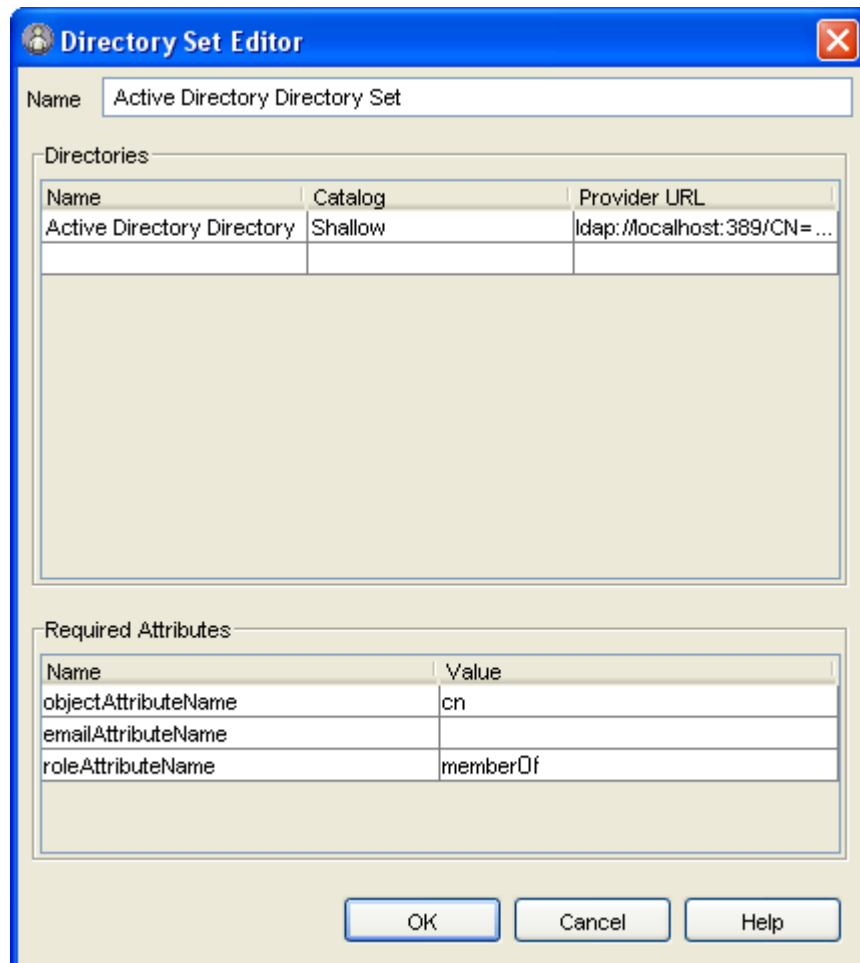 Directory Set Editor
Name Active Directory Directory Set
Directories
Name Catalog Provider URL
Active Directory Directory Shallow ldap://localhost:389/CN=...
Required Attributes
Name Value
objectAttributeName cn
emailAttributeName
roleAttributeName memberOf
OK Cancel Help